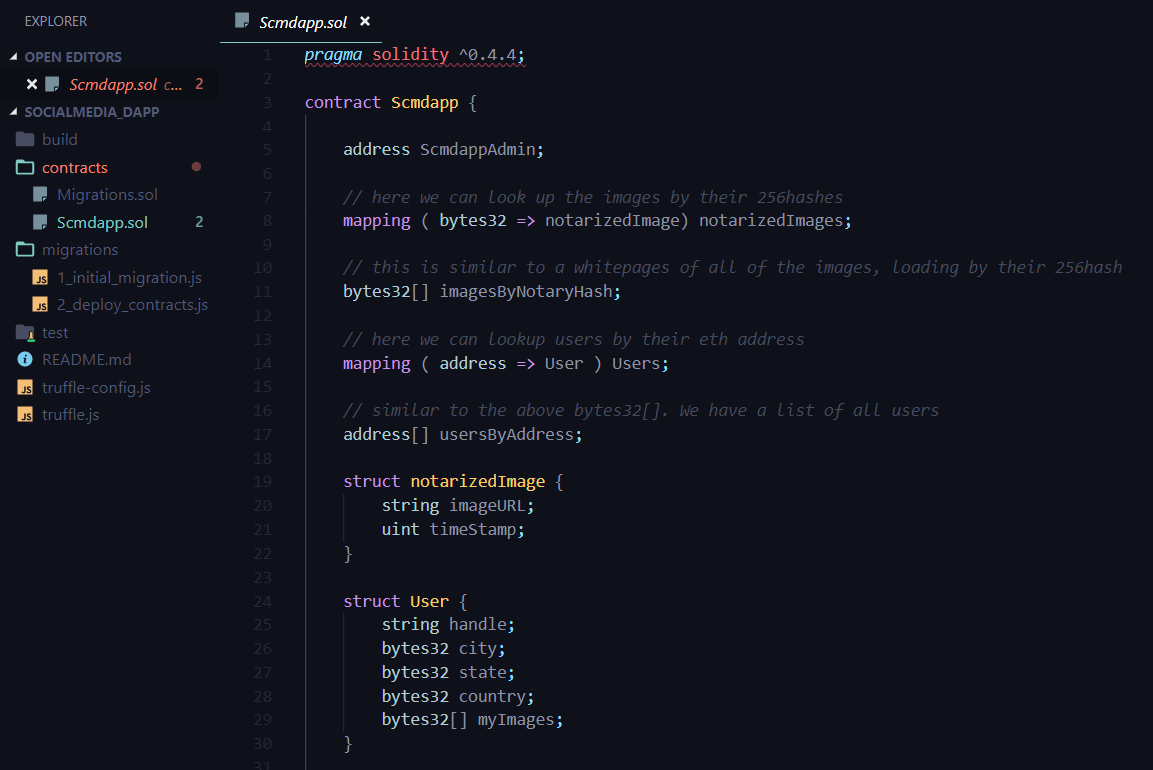 EXPLORER
OPEN EDITORS
Scmdapp.sol c... 2
SOCIALMEDIA_DAPP
build
contracts
Migrations.sol
Scmdapp.sol 2
migrations
JS 1_initial_migration.js
JS 2_deploy_contracts.js
test
README.md
JS truffle-config.js
JS truffle.js
Scmdapp.sol ×
1 pragma solidity ^0.4.4;
2
3 contract Scmdapp {
4
5 address ScmdappAdmin;
6
7 // here we can look up the images by their 256hashes
8 mapping ( bytes32 => notarizedImage) notarizedImages;
9
10 // this is similar to a whitepages of all of the images, loading by their 256hash
11 bytes32[] imagesByNotaryHash;
12
13 // here we can lookup users by their eth address
14 mapping ( address => User ) Users;
15
16 // similar to the above bytes32[]. We have a list of all users
17 address[] usersByAddress;
18
19 struct notarizedImage {
20 string imageURL;
21 uint timeStamp;
22 }
23
24 struct User {
25 string handle;
26 bytes32 city;
27 bytes32 state;
28 bytes32 country;
29 bytes32[] myImages;
30 }
31